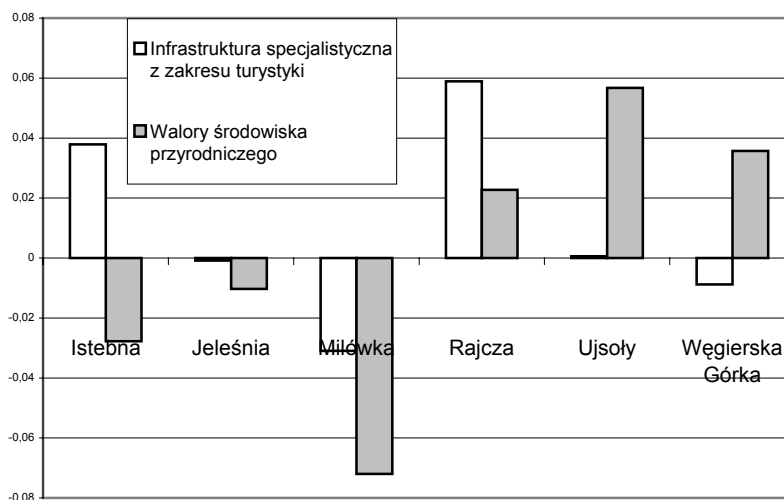 0,08
Infrastruktura specjalistyczna
z zakresu turystyki
0,06
Walory środowiska
przyrodniczego
0,04
0,02
0
-0,02
Istebna Jeleśnia Milówka Rajcza Ujsoły Węgierska
Górka
-0,04
-0,06
-0,08